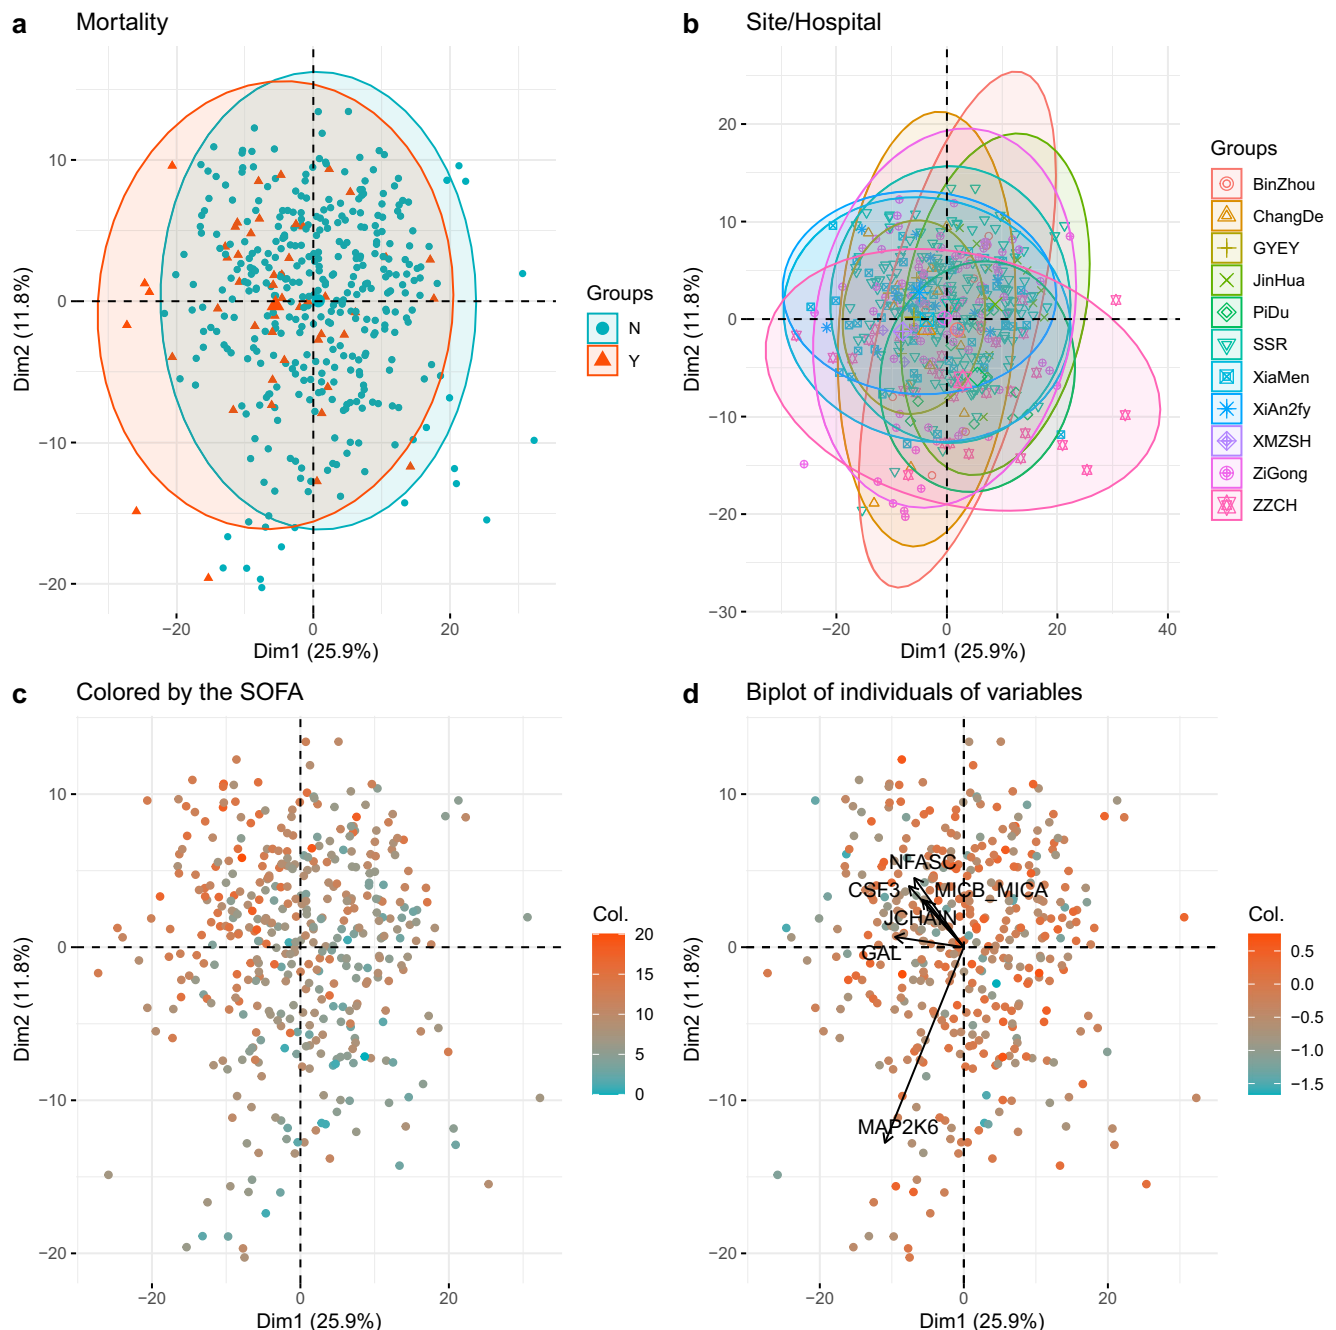 a
Mortality
10
0
−10
−20
−20
0
20
Dim1 (25.9%)
Dim2 (11.8%)
Groups
N
Y
b
Site/Hospital
20
10
0
−10
−20
−30
−20
0
20
40
Dim1 (25.9%)
Dim2 (11.8%)
Groups
BinZhou
ChangDe
GYEY
JinHua
PiDu
SSR
XiaMen
XiAn2fy
XMZSH
ZiGong
ZZCH
c
Colored by the SOFA
10
0
−10
−20
−20
0
20
Dim1 (25.9%)
Dim2 (11.8%)
Col.
20
15
10
5
0
d
Biplot of individuals of variables
10
0
−10
−20
−20
0
20
Dim1 (25.9%)
Dim2 (11.8%)
NFASC
CSF3
MICB_MICA
JCHAIN
GAL
MAP2K6
Col.
0.5
0.0
−0.5
−1.0
−1.5